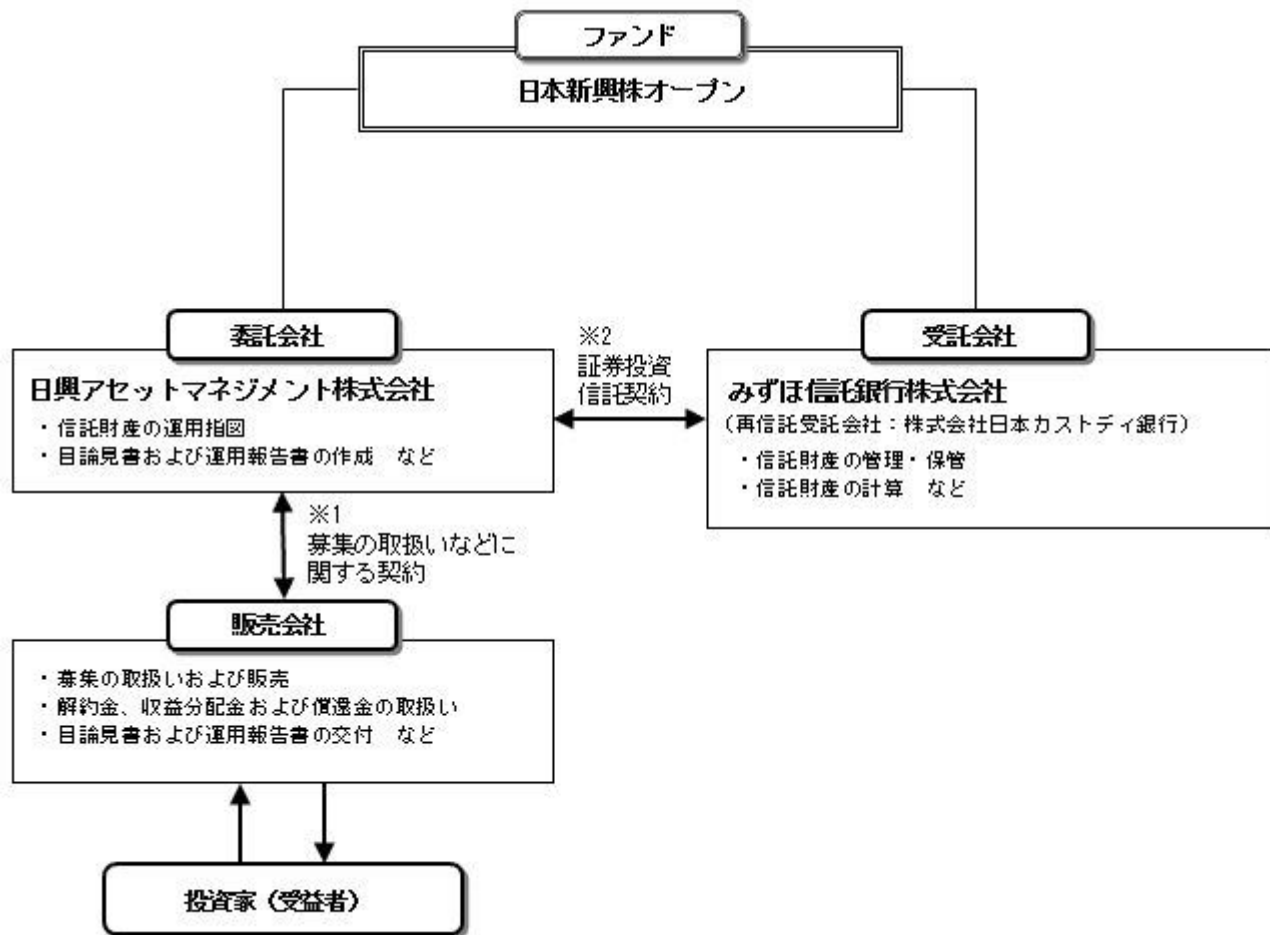 ファンド
日本新興株オープン
委託会社
日興アセットマネジメント株式会社
・信託財産の運用指図
・目論見書および運用報告書の作成　など
※2
証券投資
信託契約
受託会社
みずほ信託銀行株式会社
（再信託受託会社：株式会社日本カストディ銀行）
・信託財産の管理・保管
・信託財産の計算　など
※1
募集の取扱いなどに
関する契約
販売会社
・募集の取扱いおよび販売
・解約金、収益分配金および償還金の取扱い
・目論見書および運用報告書の交付　など
投資家（受益者）